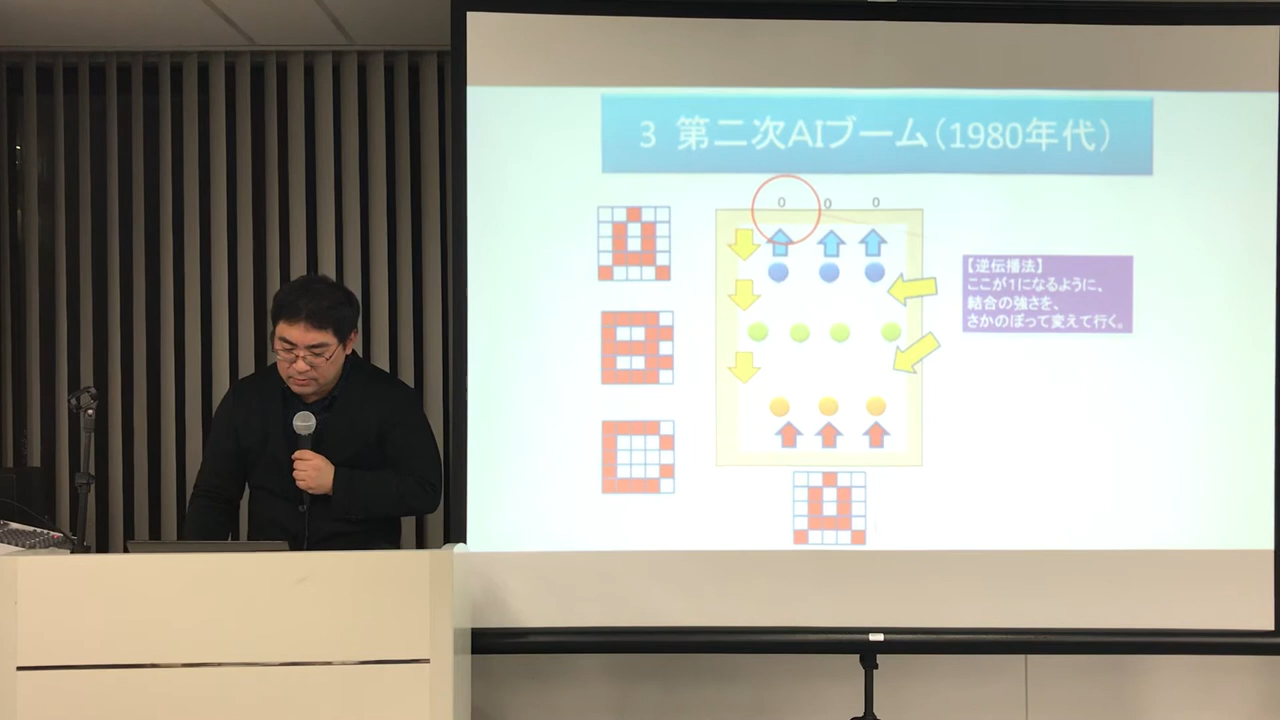 3 第二次AIブーム(1980年代)
0 0 0
【逆伝播法】
ここが1になるように、
結合の強さを、
さかのぼって変えて行く。